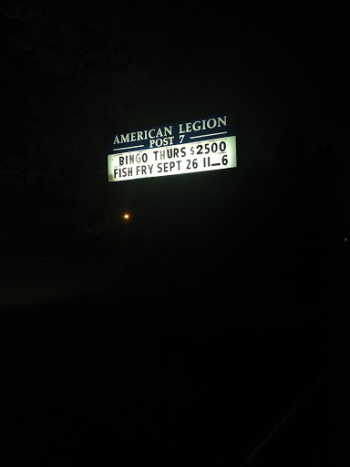 AMERICAN LEGION
POST 7
BINGO THURS $2500
FISH FRY SEPT 26 11-6